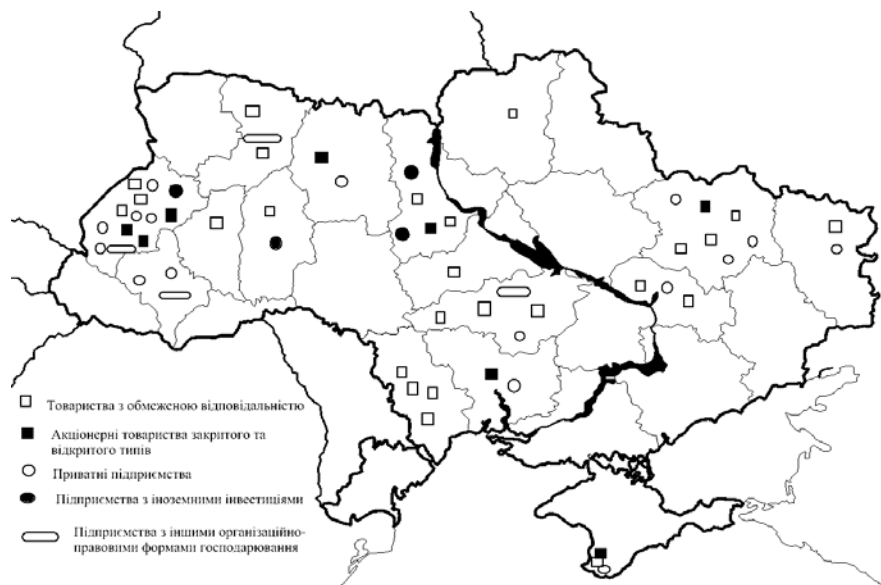 Товариства з обмеженою відповідальністю
Акціонерні товариства закритого та
відкритого типів
Приватні підприємства
Підприємства з іноземними інвестиціями
Підприємства з іншими організаційно-
правовими формами господарювання